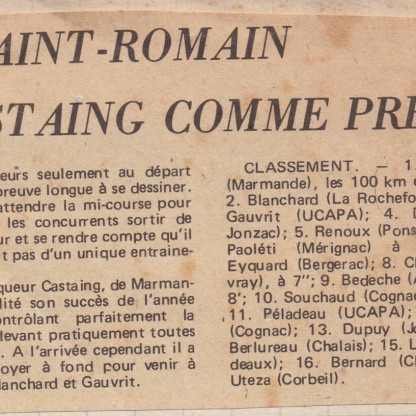 AINT-ROMAIN
STAING COMME PRE
eurs seulement au départ
preuve longue à se dessiner.
attendre la mi-course pour
les concurrents sortir de
ur et se rendre compte qu'il
t pas d'un unique entraine-
queur Castaing, de Marman-
lité son succès de l'année
ontrôlant parfaitement la
levant pratiquement toutes
. A l'arrivée cependant il a
oyer à fond pour venir à
lanchard et Gauvrit.
CLASSEMENT. — 1.
(Marmande), les 100 km e
2. Blanchard (La Rochefo
Gauvrit (UCAPA); 4.
Jonzac); 5. Renoux (Pons
Paoléti (Mérignac) à
Eyquard (Bergerac); 8. C
vray), à 7"; 9. Bedeche (A
8'; 10. Souchaud (Cognac
11. Péladeau (UCAPA);
(Cognac); 13. Dupuy (Jo
Berlureau (Chalais); 15. L
deaux); 16. Bernard (C
Uteza (Corbeil).